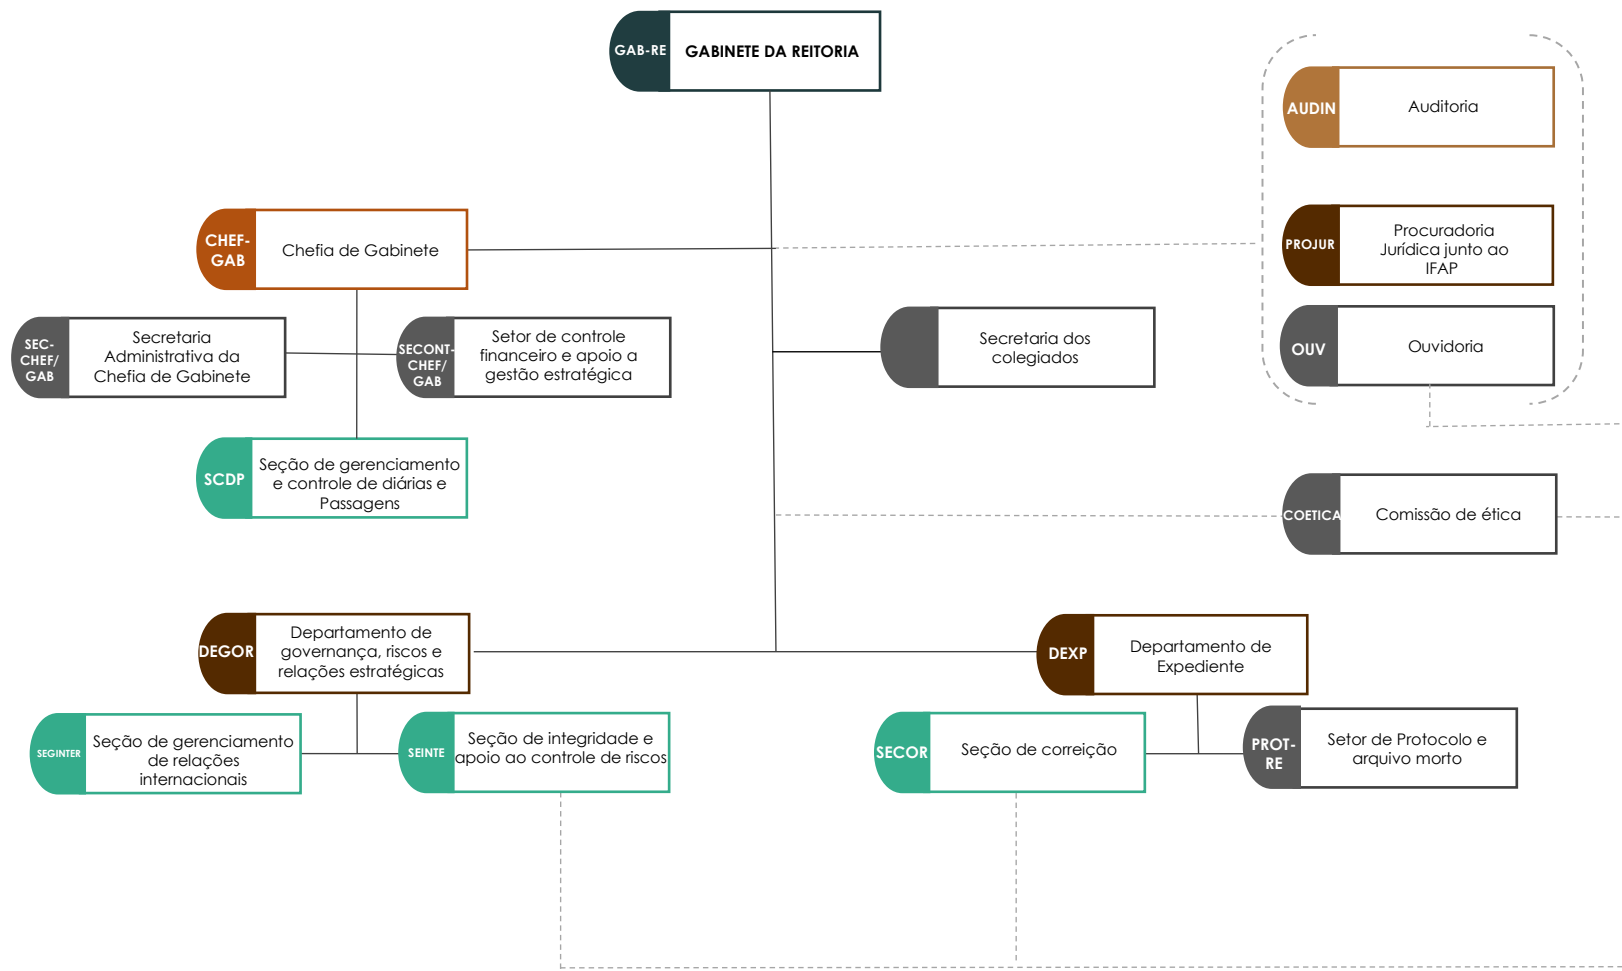 GAB-RE
GABINETE DA REITORIA
AUDIN
Auditoria
PROJUR
Procuradoria
Jurídica junto ao
IFAP
OUV
Ouvidoria
CHEF-
GAB
Chefia de Gabinete
SEC-
CHEF/
GAB
Secretaria
Administrativa da
Chefia de Gabinete
SECONT-
CHEF/
GAB
Setor de controle
financeiro e apoio a
gestão estratégica
Secretaria dos
colegiados
SCDP
Seção de gerenciamento
e controle de diárias e
Passagens
COETICA
Comissão de ética
DEGOR
Departamento de
governança, riscos e
relações estratégicas
DEXP
Departamento de
Expediente
SEGINTER
Seção de gerenciamento
de relações
internacionais
SEINTE
Seção de integridade e
apoio ao controle de riscos
SECOR
Seção de correição
PROT-
RE
Setor de Protocolo e
arquivo morto